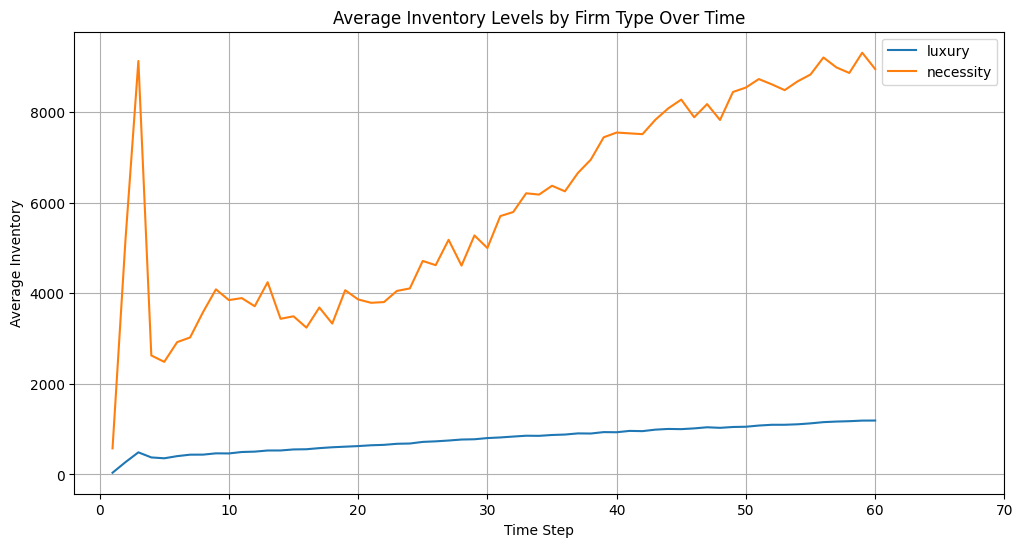 Average Inventory Levels by Firm Type Over Time
luxury
necessity
Average Inventory
8000
6000
4000
2000
0
0 10 20 30 40 50 60 70
Time Step